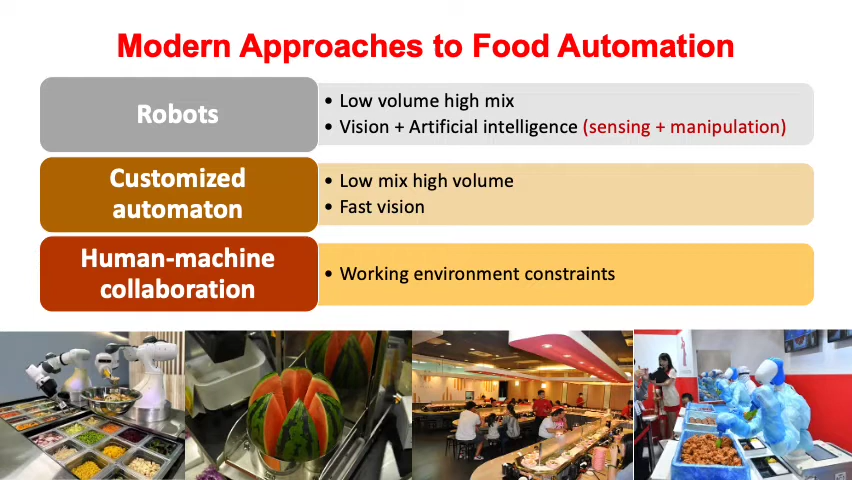 Modern Approaches to Food Automation
Robots
• Low volume high mix
• Vision + Artificial intelligence (sensing + manipulation)
Customized
automaton
• Low mix high volume
• Fast vision
Human-machine
collaboration
• Working environment constraints